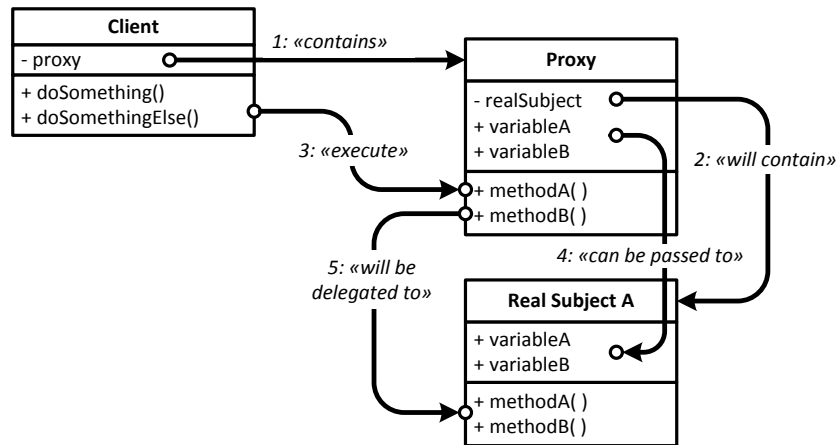 Client
- proxy
+ doSomething()
+ doSomethingElse()
1: «contains»
Proxy
- realSubject
+ variableA
+ variableB
+ methodA( )
+ methodB( )
3: «execute»
2: «will contain»
4: «can be passed to»
5: «will be
delegated to»
Real Subject A
+ variableA
+ variableB
+ methodA( )
+ methodB( )